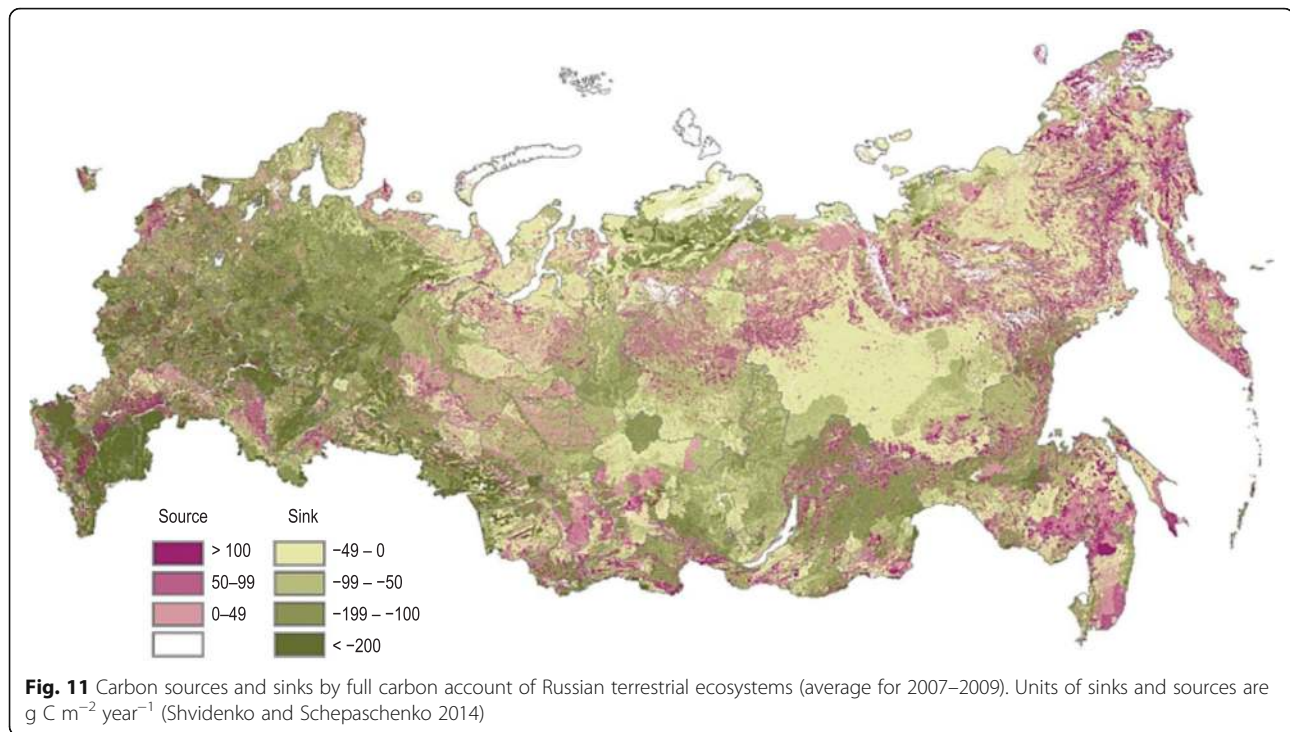 Source Sink
> 100 −49 – 0
50–99 −99 – −50
0–49 −199 – −100
< −200
Fig. 11 Carbon sources and sinks by full carbon account of Russian terrestrial ecosystems (average for 2007–2009). Units of sinks and sources are
g C m⁻² year⁻¹ (Shvidenko and Schepaschenko 2014)